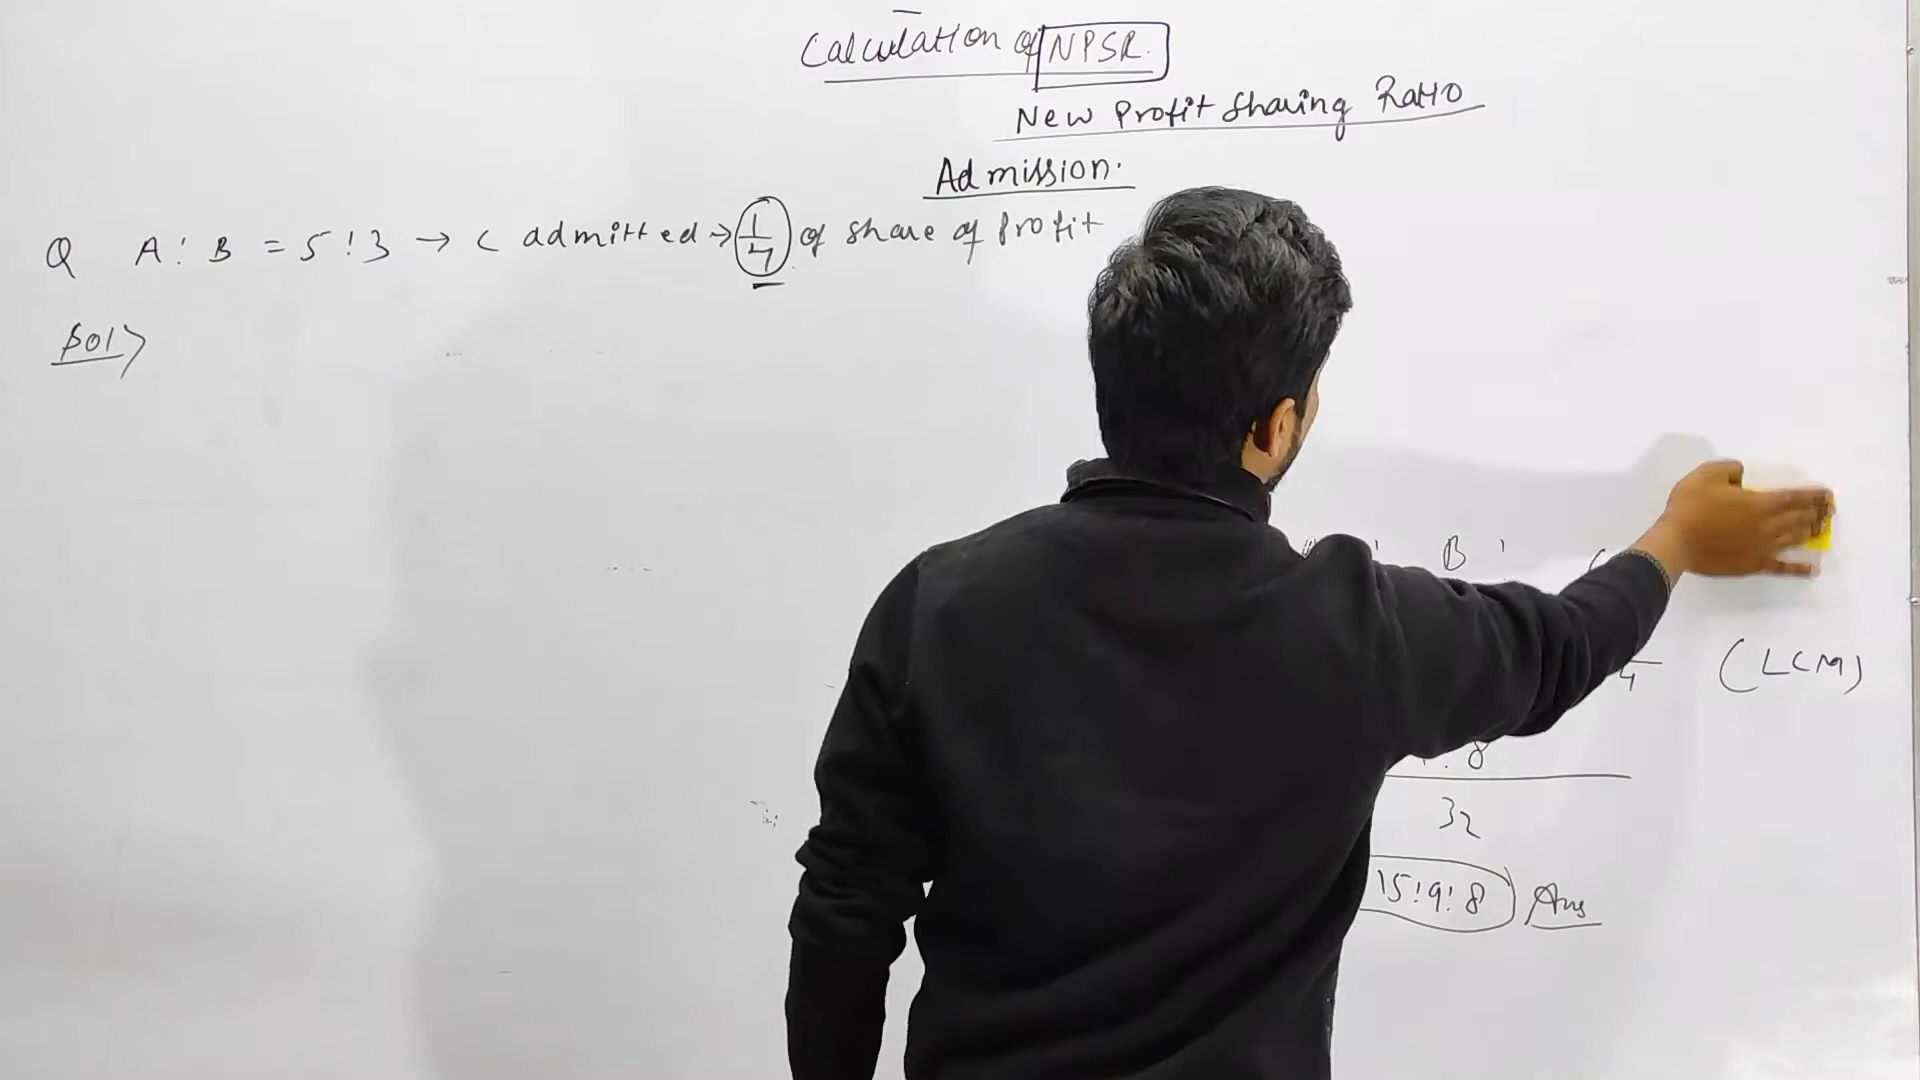 Calculation of NPSR.
New Profit Sharing Ratio
Admission.
Q A : B = 5 : 3 → C admitted → 1/4 of share of Profit
Sol>
B
4 (LCM)
: 8
32
15 : 9 : 8 Ans